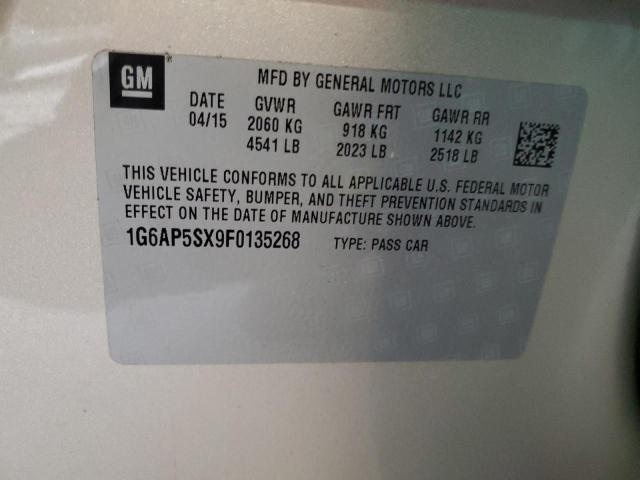 GM
MFD BY GENERAL MOTORS LLC
DATE GVWR GAWR FRT GAWR RR
04/15 2060 KG 918 KG 1142 KG
4541 LB 2023 LB 2518 LB
THIS VEHICLE CONFORMS TO ALL APPLICABLE U.S. FEDERAL MOTOR
VEHICLE SAFETY, BUMPER, AND THEFT PREVENTION STANDARDS IN
EFFECT ON THE DATE OF MANUFACTURE SHOWN ABOVE.
1G6AP5SX9F0135268 TYPE: PASS CAR